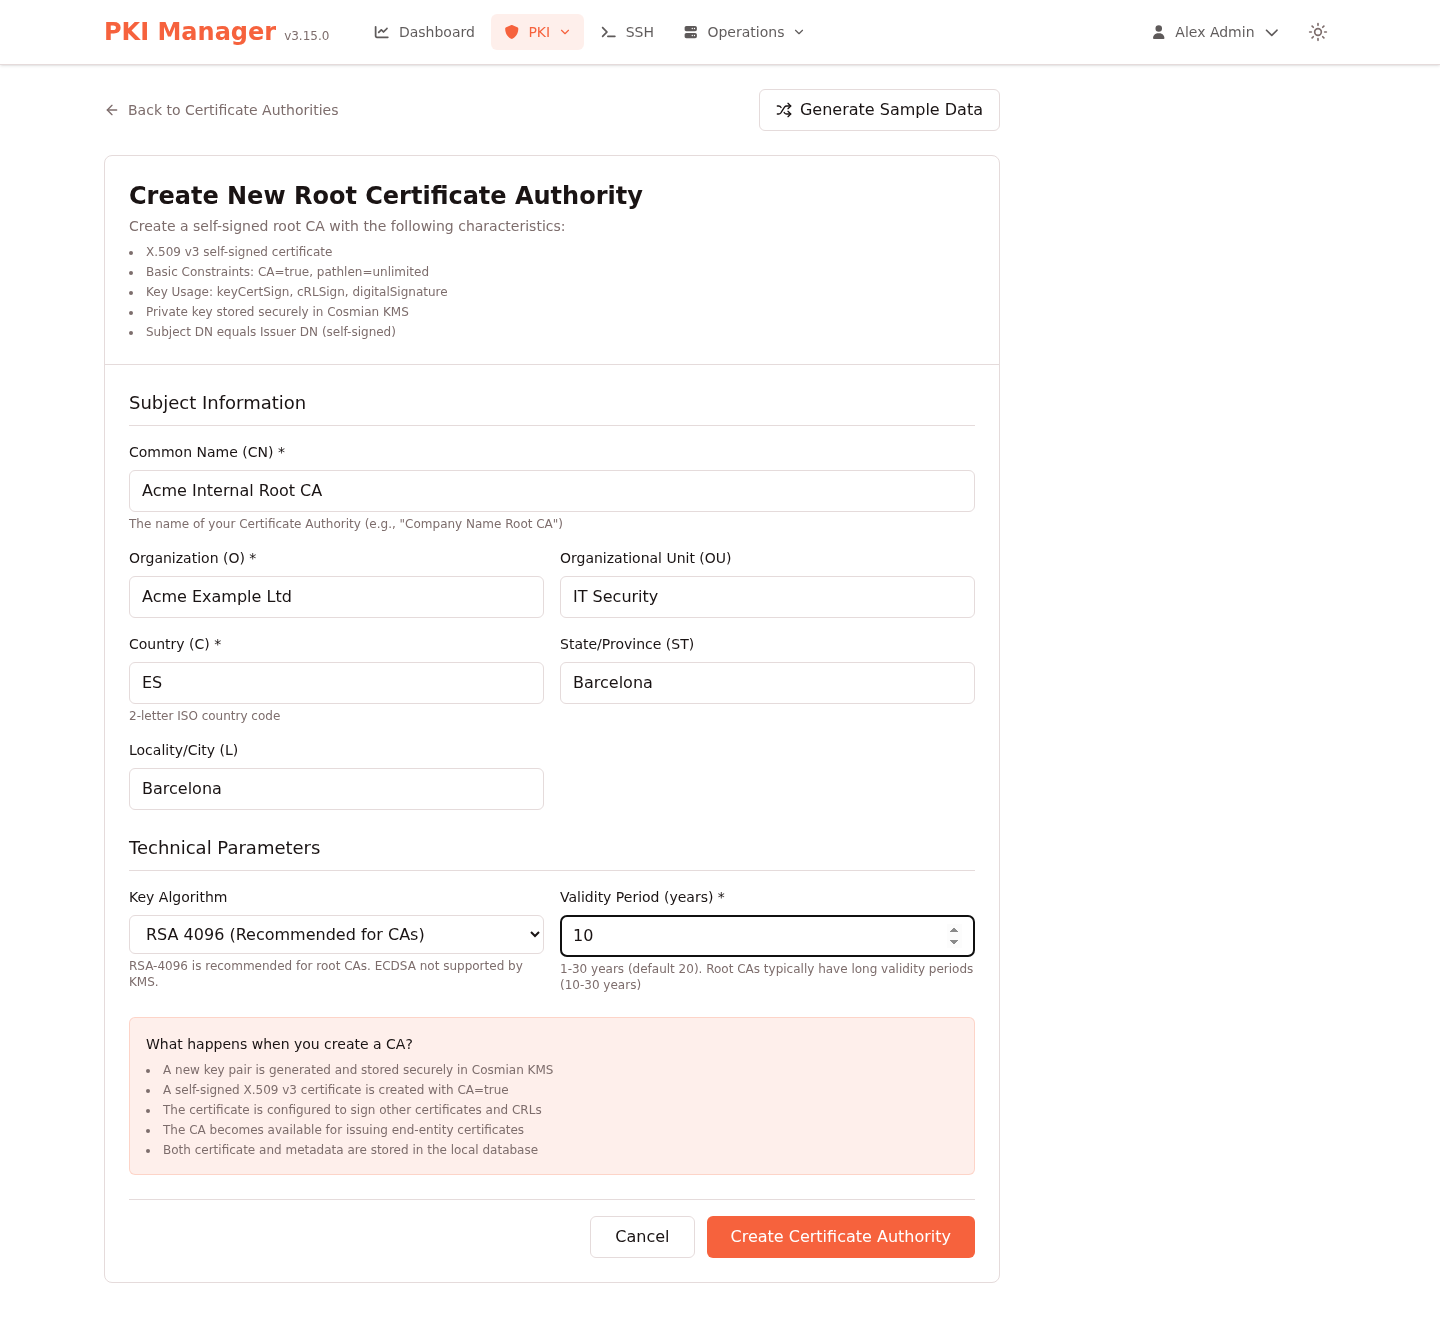 PKI Manager v3.15.0 Dashboard PKI SSH Operations Alex Admin
Back to Certificate Authorities Generate Sample Data
Create New Root Certificate Authority
Create a self-signed root CA with the following characteristics:
• X.509 v3 self-signed certificate
• Basic Constraints: CA=true, pathlen=unlimited
• Key Usage: keyCertSign, cRLSign, digitalSignature
• Private key stored securely in Cosmian KMS
• Subject DN equals Issuer DN (self-signed)
Subject Information
Common Name (CN) *
Acme Internal Root CA
The name of your Certificate Authority (e.g., "Company Name Root CA")
Organization (O) * Organizational Unit (OU)
Acme Example Ltd IT Security
Country (C) * State/Province (ST)
ES Barcelona
2-letter ISO country code
Locality/City (L)
Barcelona
Technical Parameters
Key Algorithm Validity Period (years) *
RSA 4096 (Recommended for CAs) 10
RSA-4096 is recommended for root CAs. ECDSA not supported by
KMS.
1-30 years (default 20). Root CAs typically have long validity periods
(10-30 years)
What happens when you create a CA?
• A new key pair is generated and stored securely in Cosmian KMS
• A self-signed X.509 v3 certificate is created with CA=true
• The certificate is configured to sign other certificates and CRLs
• The CA becomes available for issuing end-entity certificates
• Both certificate and metadata are stored in the local database
Cancel Create Certificate Authority